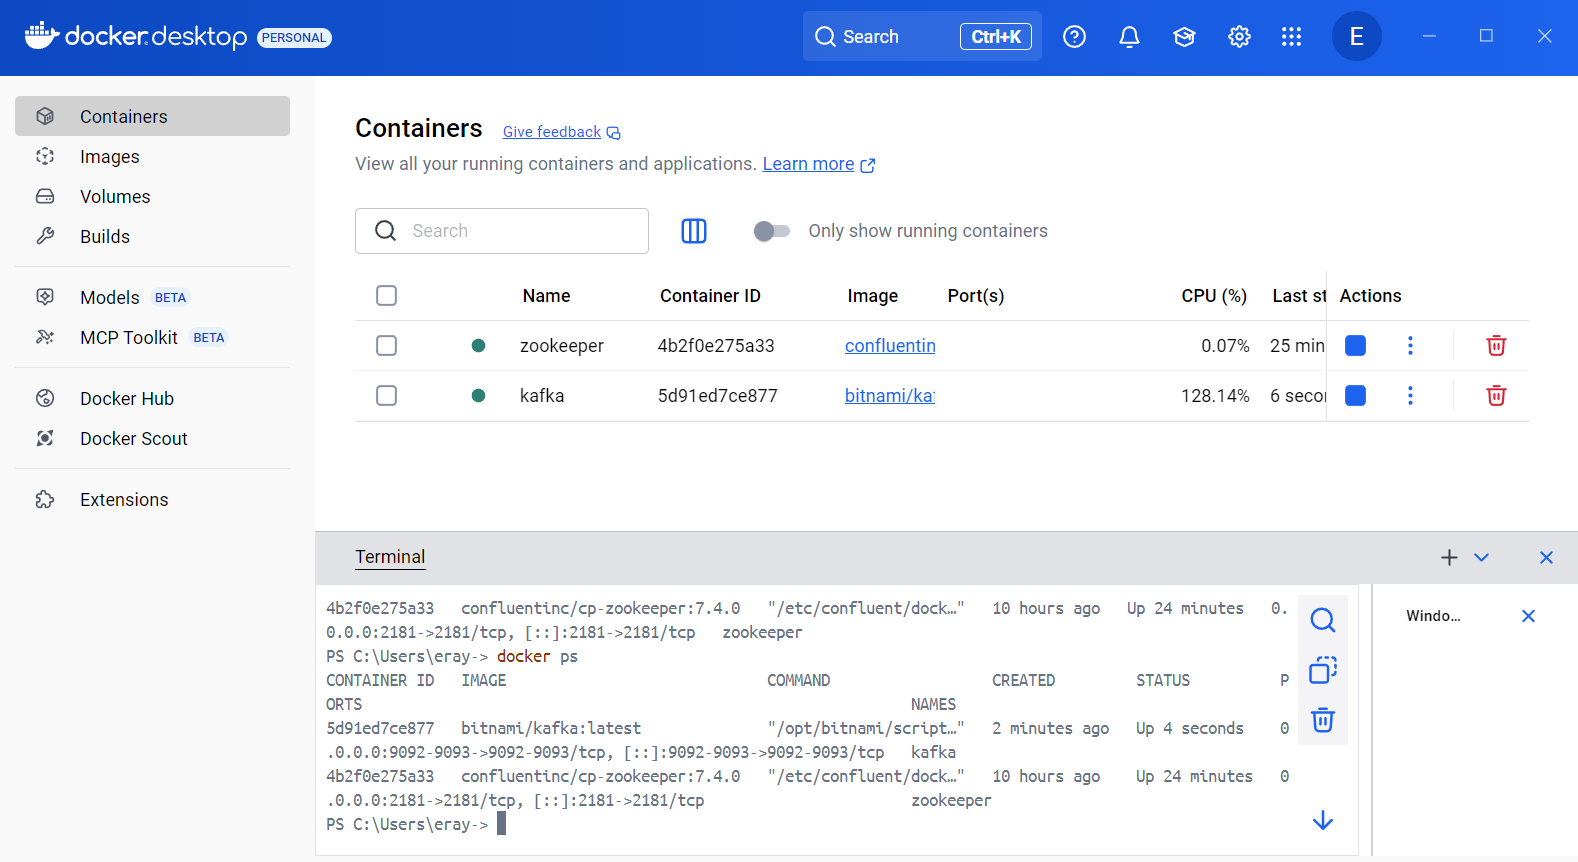 docker desktop PERSONAL
Search Ctrl+K
E
Containers
Images
Volumes
Builds
Models BETA
MCP Toolkit BETA
Docker Hub
Docker Scout
Extensions
Containers Give feedback
View all your running containers and applications. Learn more
Search
Only show running containers
Name Container ID Image Port(s) CPU (%) Last st Actions
zookeeper 4b2f0e275a33 confluentin 0.07% 25 min
kafka 5d91ed7ce877 bitnami/kaf 128.14% 6 secon
Terminal
4b2f0e275a33 confluentinc/cp-zookeeper:7.4.0 "/etc/confluent/dock…" 10 hours ago Up 24 minutes 0.
0.0.0:2181->2181/tcp, [::]:2181->2181/tcp zookeeper
PS C:\Users\eray-> docker ps
CONTAINER ID IMAGE COMMAND CREATED STATUS P
ORTS NAMES
5d91ed7ce877 bitnami/kafka:latest "/opt/bitnami/script…" 2 minutes ago Up 4 seconds 0
.0.0.0:9092-9093->9092-9093/tcp, [::]:9092-9093->9092-9093/tcp kafka
4b2f0e275a33 confluentinc/cp-zookeeper:7.4.0 "/etc/confluent/dock…" 10 hours ago Up 24 minutes 0
.0.0.0:2181->2181/tcp, [::]:2181->2181/tcp zookeeper
PS C:\Users\eray->
Windo...